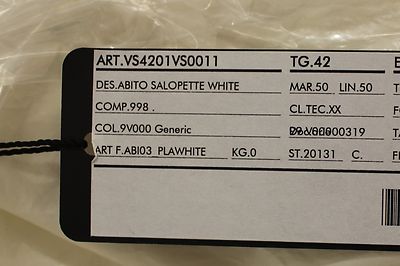 ART.VS4201VS0011 TG.42 E
DES.ABITO SALOPETTE WHITE MAR.50 LIN.50 T
COMP.998 . CL.TEC.XX F
COL.9V000 Generic T
ART F.ABI03 PLAWHITE KG.0 ST.20131 C. F